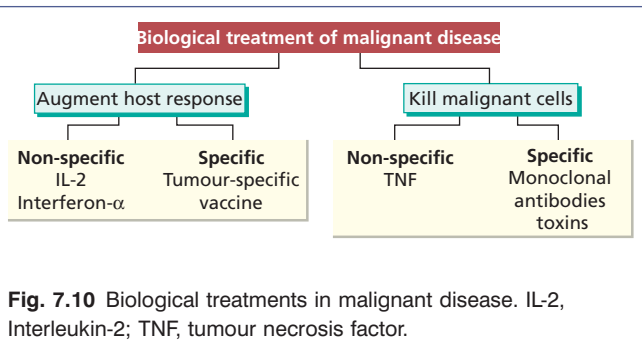 Biological treatment of malignant disease
Augment host response
Kill malignant cells
Non-specific
IL-2
Interferon-α
Specific
Tumour-specific
vaccine
Non-specific
TNF
Specific
Monoclonal
antibodies
toxins
Fig. 7.10 Biological treatments in malignant disease. IL-2,
Interleukin-2; TNF, tumour necrosis factor.